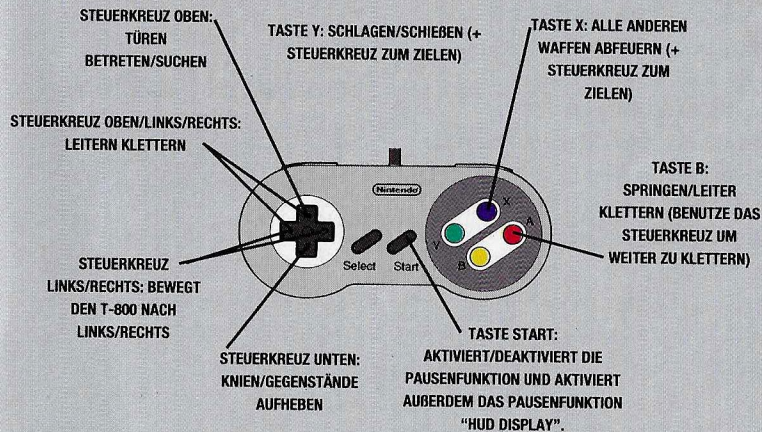 STEUERKREUZ OBEN:
TÜREN
BETRETEN/SUCHEN
TASTE Y: SCHLAGEN/SCHIEßEN (+
STEUERKREUZ ZUM ZIELEN)
TASTE X: ALLE ANDEREN
WAFFEN ABFEUERN (+
STEUERKREUZ ZUM
ZIELEN)
STEUERKREUZ OBEN/LINKS/RECHTS:
LEITERN KLETTERN
Nintendo
X
A
Y
B
Select
Start
TASTE B:
SPRINGEN/LEITER
KLETTERN (BENUTZE DAS
STEUERKREUZ UM
WEITER ZU KLETTERN)
STEUERKREUZ
LINKS/RECHTS: BEWEGT
DEN T-800 NACH
LINKS/RECHTS
STEUERKREUZ UNTEN:
KNIEN/GEGENSTÄNDE
AUFHEBEN
TASTE START:
AKTIVIERT/DEAKTIVIERT DIE
PAUSENFUNKTION UND AKTIVIERT
AUßERDEM DAS PAUSENFUNKTION
"HUD DISPLAY".